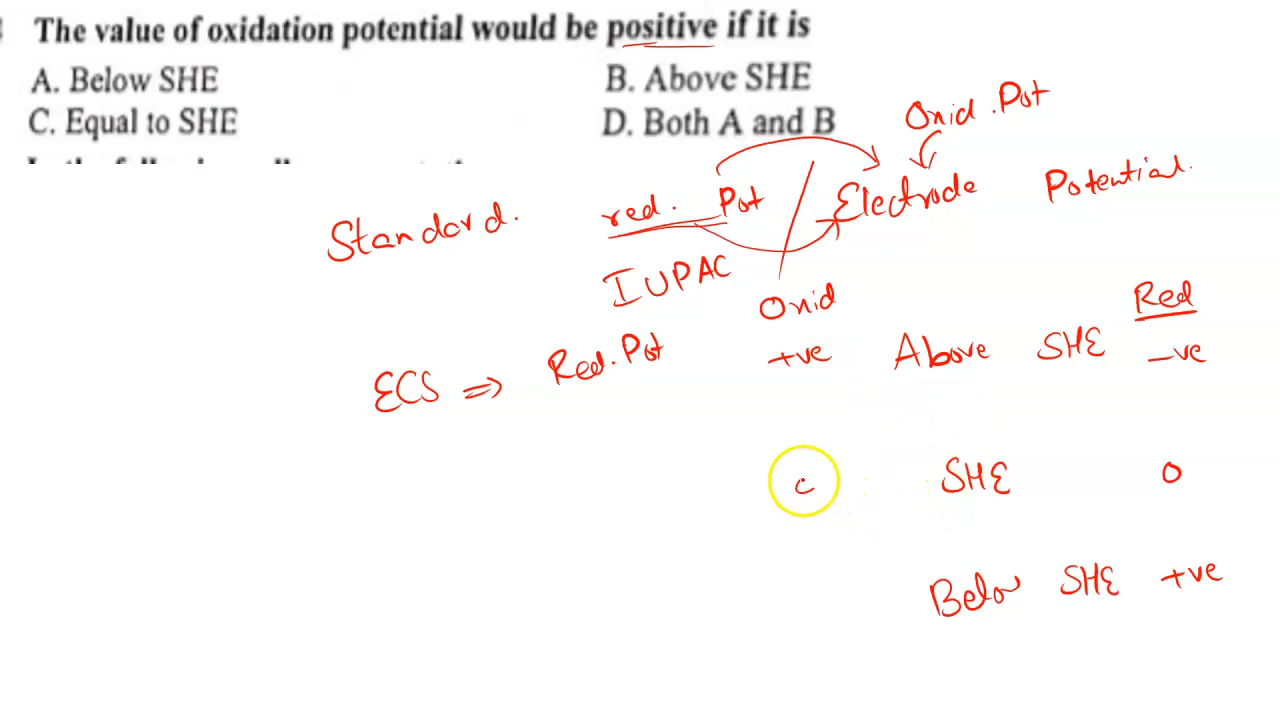 The value of oxidation potential would be positive if it is
A. Below SHE B. Above SHE
C. Equal to SHE D. Both A and B
Onid. Pot
Standard. red. Pot Electrode Potential.
IUPAC
Onid Red
ECS ⇒ Red. Pot +ve Above SHE -ve
SHE 0
Below SHE +ve